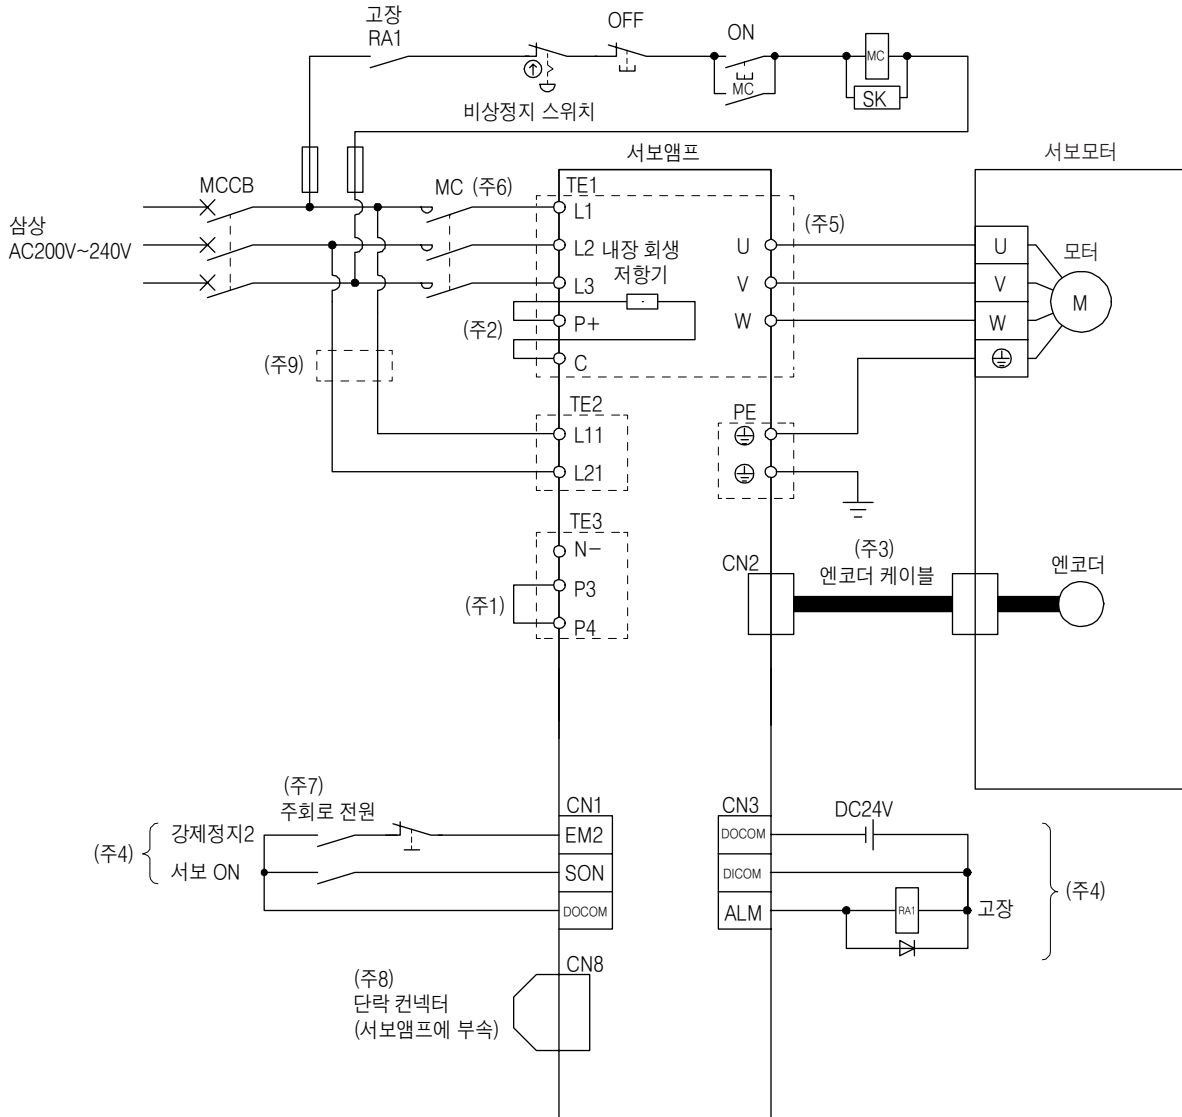 고장
RA1
OFF
ON
MC
MC
SK
비상정지 스위치
서보앰프
서보모터
MCCB
MC (주6)
TE1
L1
삼상
AC200V~240V
L2
내장 회생
저항기
L3
(주2)
P+
C
U
V
W
(주5)
U
V
W
모터
M
(주9)
TE2
L11
L21
PE
TE3
N-
P3
P4
(주1)
CN2
(주3)
엔코더 케이블
엔코더
(주7)
주회로 전원
CN1
(주4)
강제정지2
서보 ON
EM2
SON
DOCOM
CN3
DC24V
DOCOM
DICOM
ALM
RA1
고장
(주4)
CN8
(주8)
단락 컨넥터
(서보앰프에 부속)